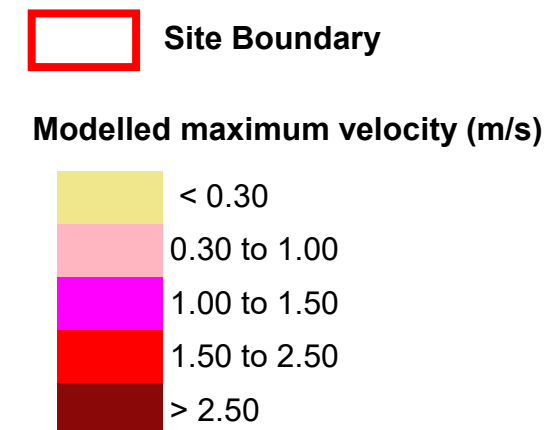 Site Boundary
Modelled maximum velocity (m/s)
< 0.30
0.30 to 1.00
1.00 to 1.50
1.50 to 2.50
> 2.50